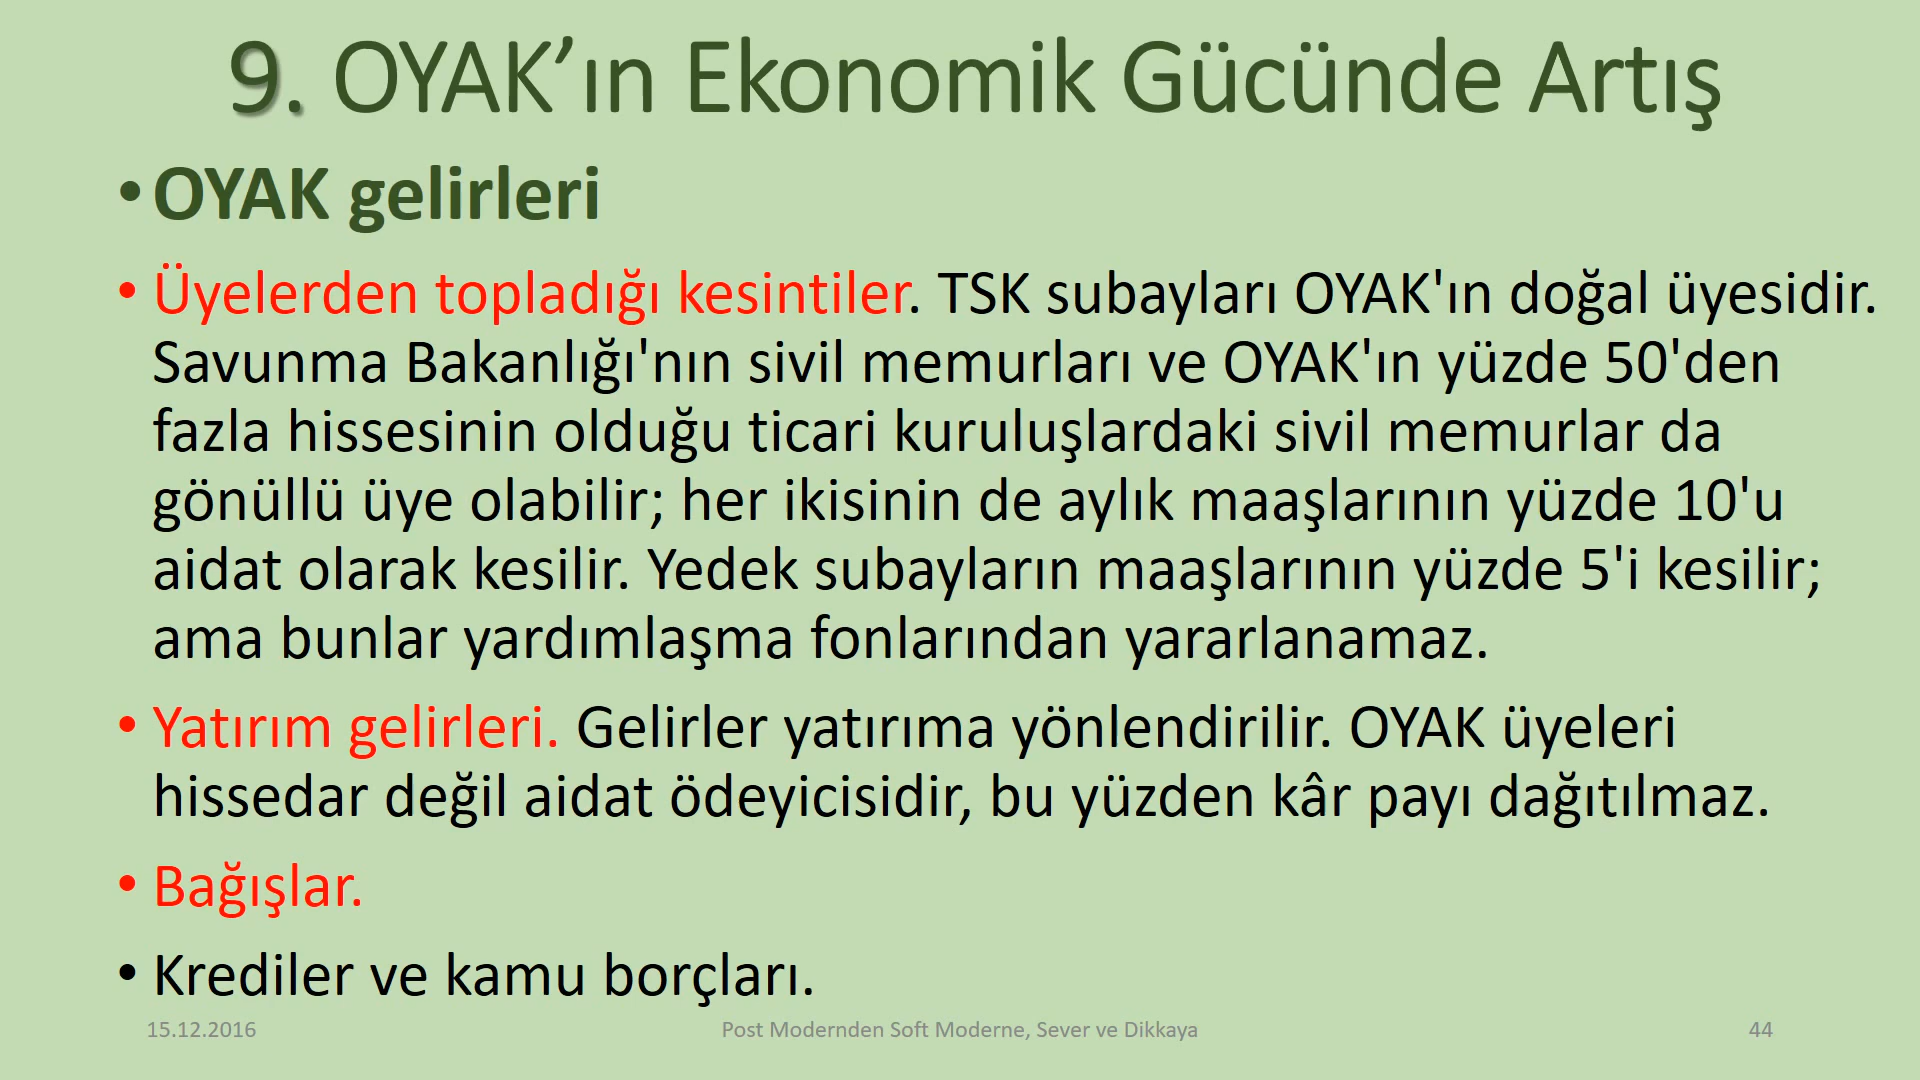 9. OYAK’ın Ekonomik Gücünde Artış
•OYAK gelirleri
• Üyelerden topladığı kesintiler. TSK subayları OYAK'ın doğal üyesidir.
Savunma Bakanlığı'nın sivil memurları ve OYAK'ın yüzde 50'den
fazla hissesinin olduğu ticari kuruluşlardaki sivil memurlar da
gönüllü üye olabilir; her ikisinin de aylık maaşlarının yüzde 10'u
aidat olarak kesilir. Yedek subayların maaşlarının yüzde 5'i kesilir;
ama bunlar yardımlaşma fonlarından yararlanamaz.
• Yatırım gelirleri. Gelirler yatırıma yönlendirilir. OYAK üyeleri
hissedar değil aidat ödeyicisidir, bu yüzden kâr payı dağıtılmaz.
• Bağışlar.
• Krediler ve kamu borçları.
15.12.2016 Post Modernden Soft Moderne, Sever ve Dikkaya 44